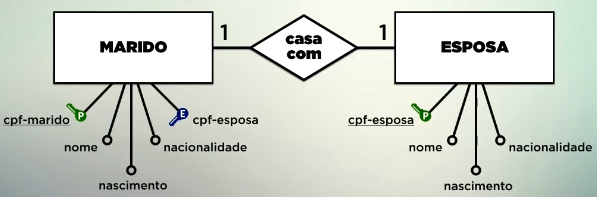 MARIDO
1
casa
com
1
ESPOSA
P
cpf-marido
nome
nascimento
nacionalidade
E
cpf-esposa
P
cpf-esposa
nome
nascimento
nacionalidade